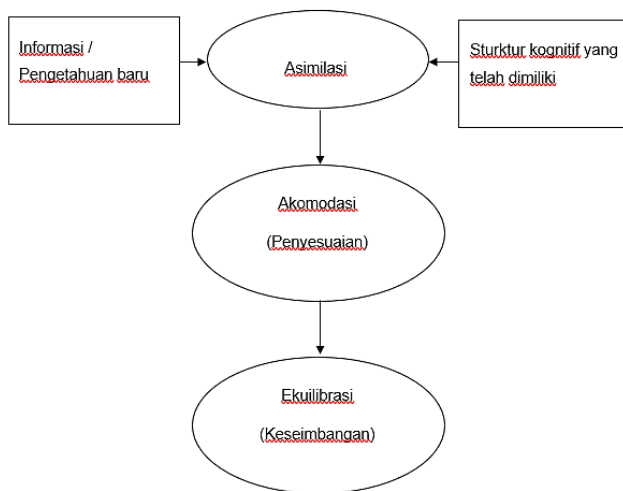 Informasi /
Pengetahuan baru
Asimilasi
Sturktur kognitif yang
telah dimiliki
Akomodasi
(Penyesuaian)
Ekuilibrasi
(Keseimbangan)